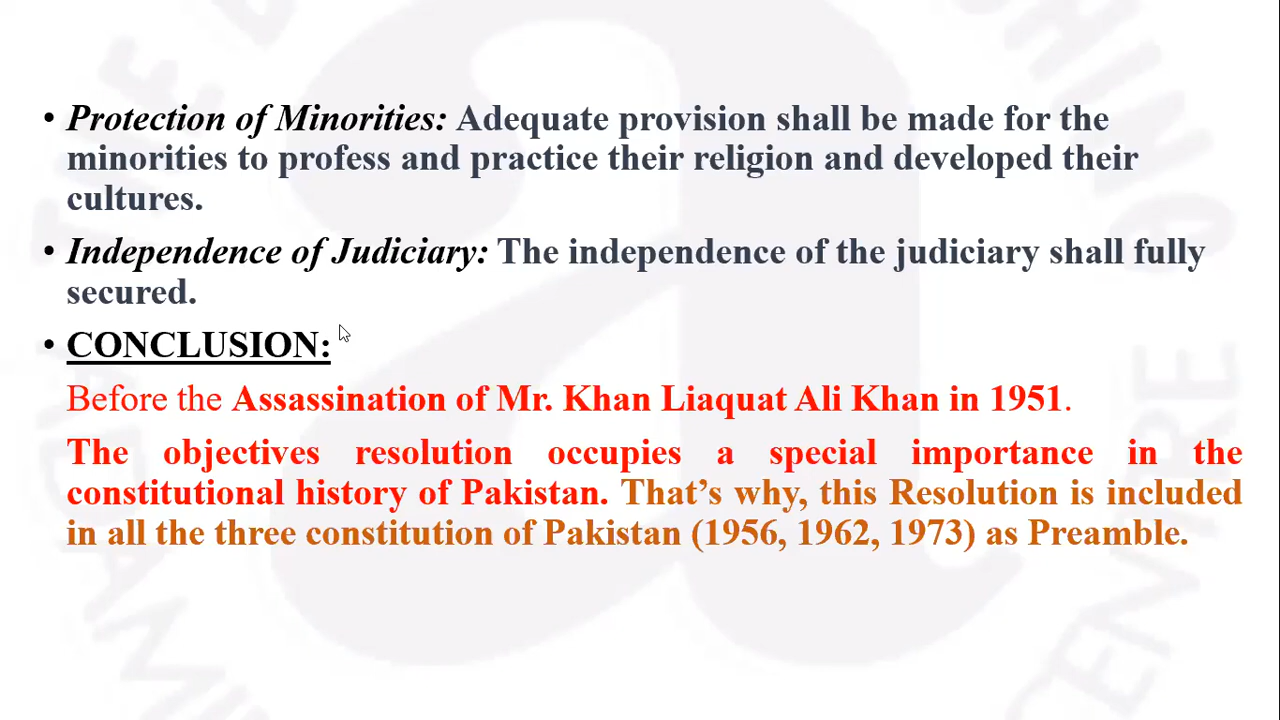 • Protection of Minorities: Adequate provision shall be made for the
minorities to profess and practice their religion and developed their
cultures.
• Independence of Judiciary: The independence of the judiciary shall fully
secured.
• CONCLUSION:
Before the Assassination of Mr. Khan Liaquat Ali Khan in 1951.
The objectives resolution occupies a special importance in the
constitutional history of Pakistan. That’s why, this Resolution is included
in all the three constitution of Pakistan (1956, 1962, 1973) as Preamble.